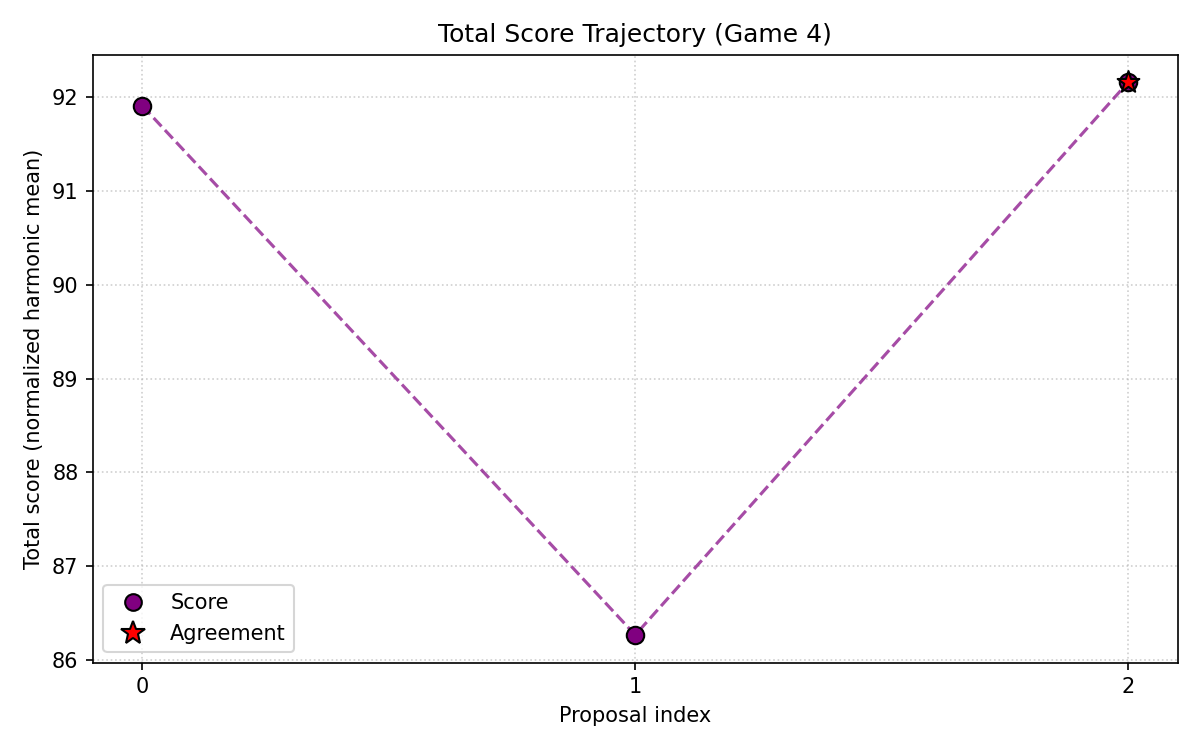 Total Score Trajectory (Game 4)
Total score (normalized harmonic mean)
92
91
90
89
88
87
86
Score
Agreement
0
1
2
Proposal index